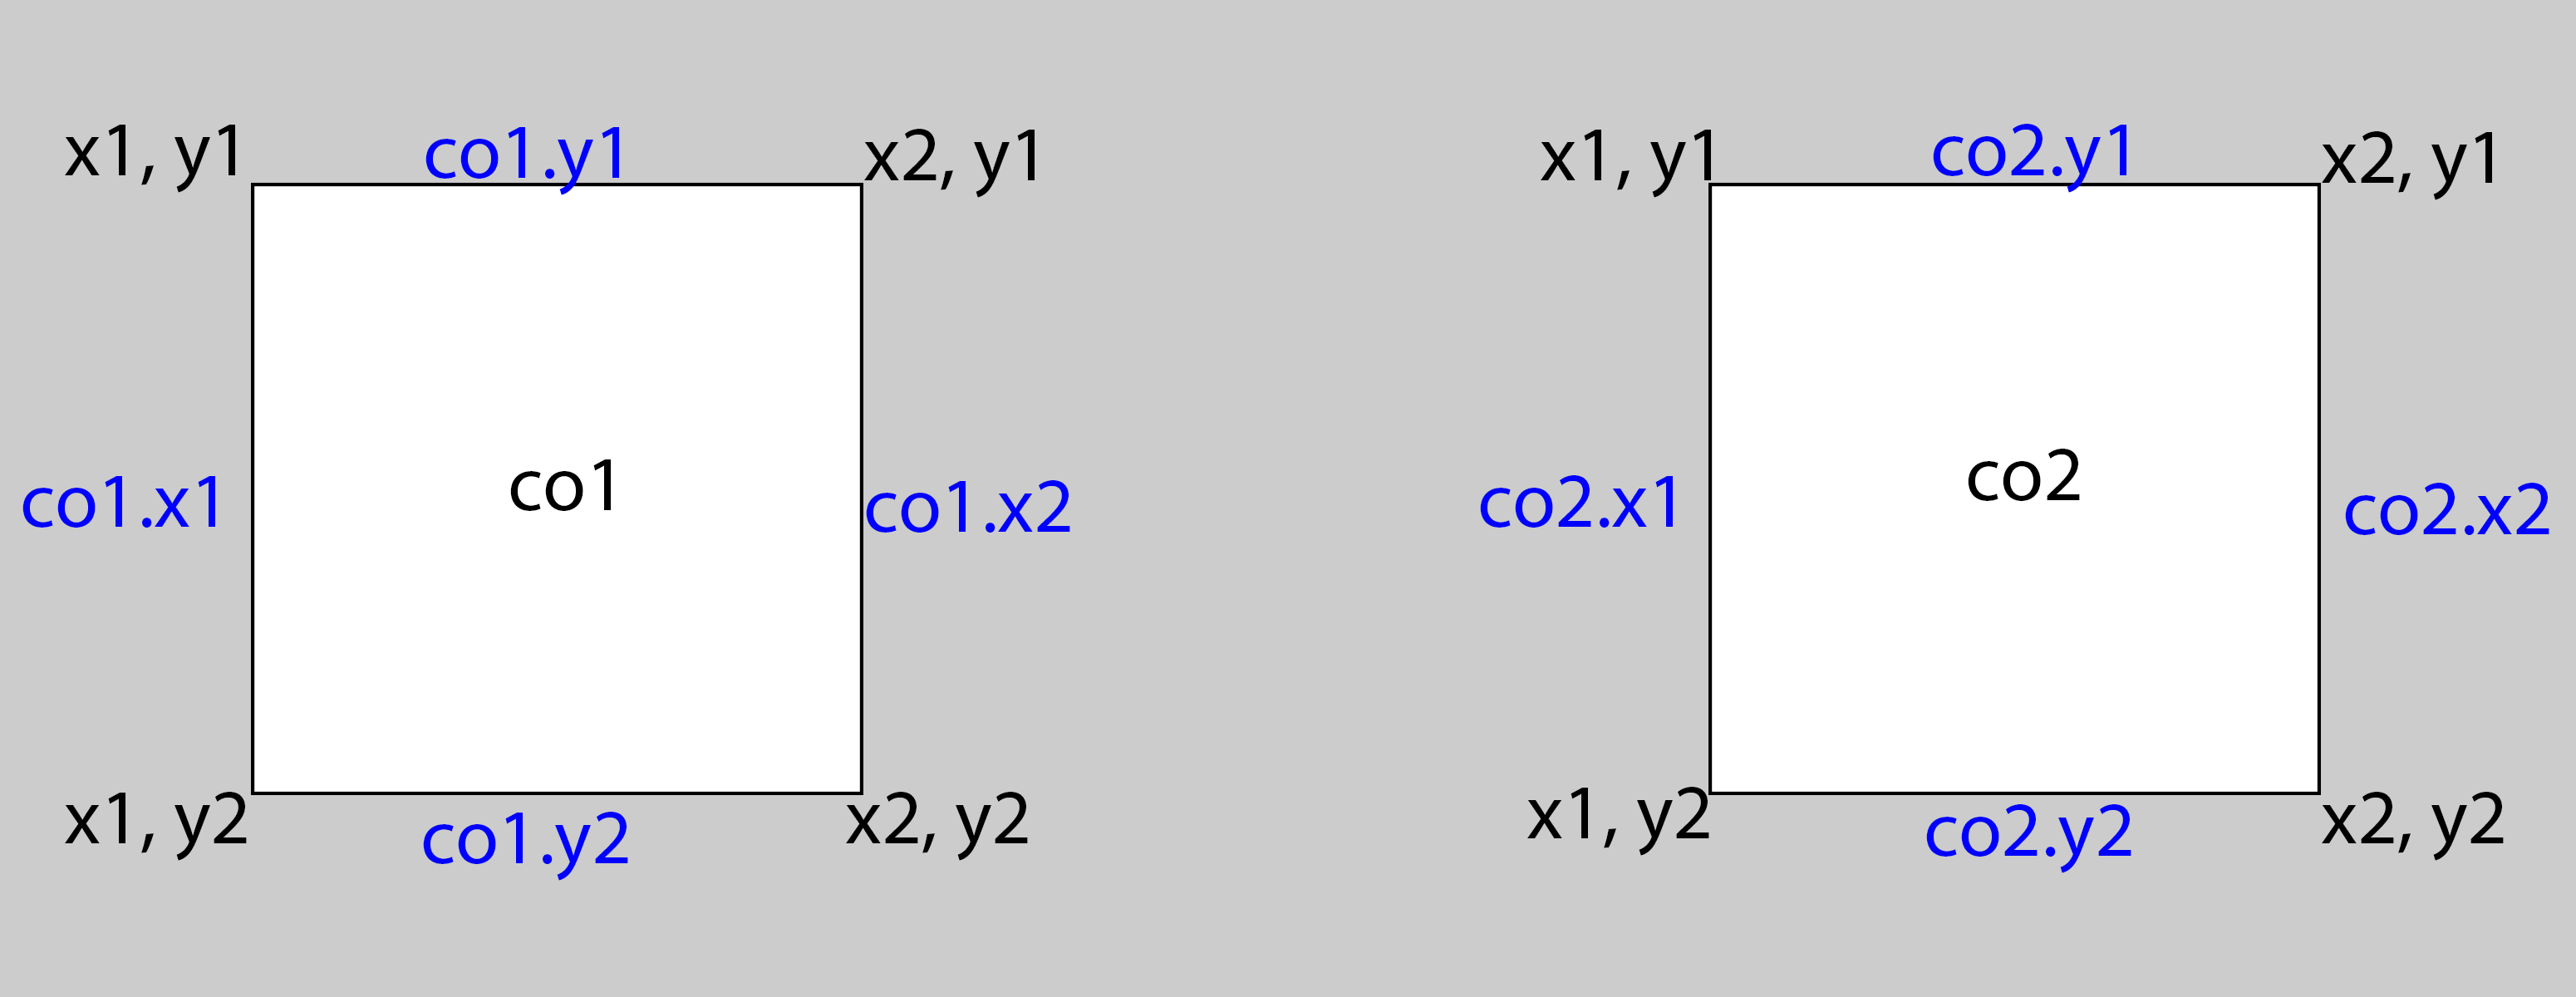 x1, y1
co1.y1
x2, y1
co1.x1
co1
co1.x2
x1, y2
co1.y2
x2, y2
x1, y1
co2.y1
x2, y1
co2.x1
co2
co2.x2
x1, y2
co2.y2
x2, y2